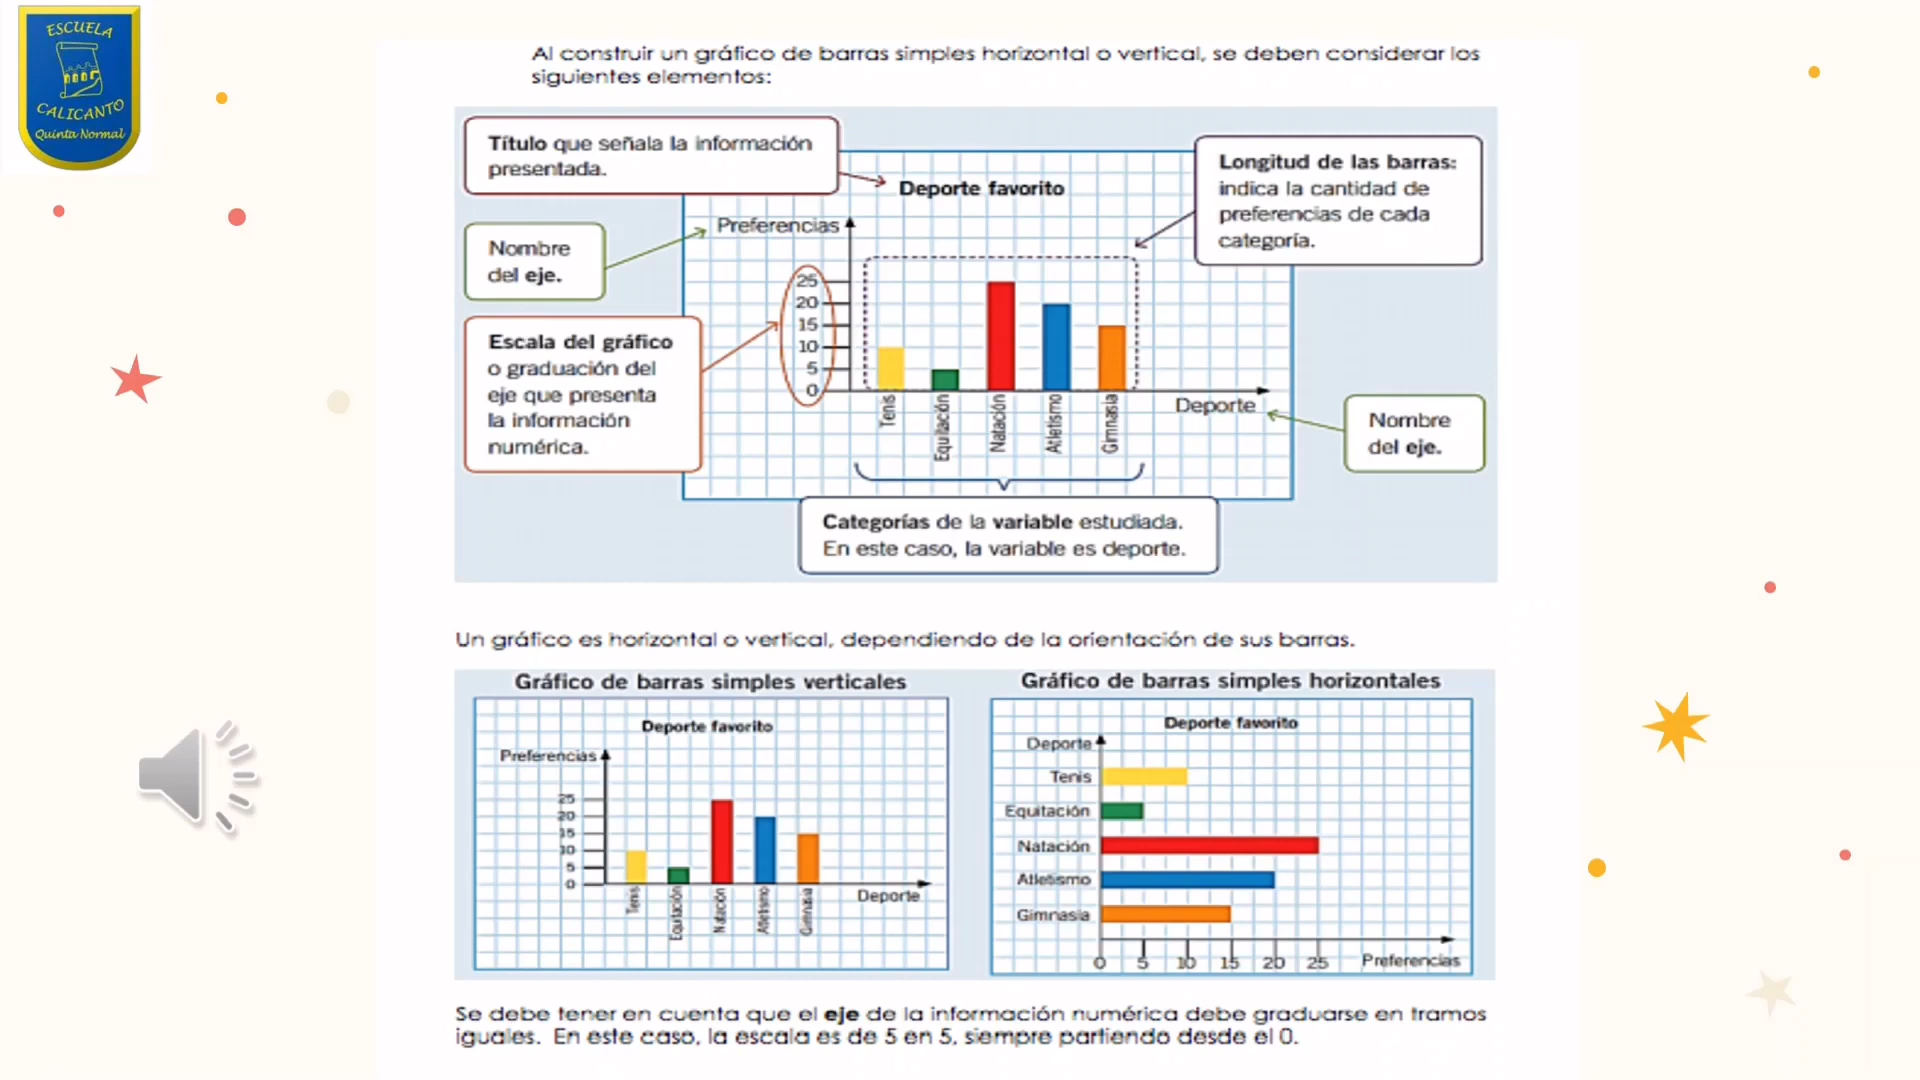 ESCUELA
CALICANTO
Quinta Normal
Al construir un gráfico de barras simples horizontal o vertical, se deben considerar los
siguientes elementos:
Título que señala la información
presentada.
Longitud de las barras:
indica la cantidad de
preferencias de cada
categoría.
Nombre
del eje.
Escala del gráfico
o graduación del
eje que presenta
la información
numérica.
Deporte favorito
Preferencias
25
20
15
10
5
0
Tenis
Equitación
Natación
Atletismo
Gimnasia
Deporte
Nombre
del eje.
Categorías de la variable estudiada.
En este caso, la variable es deporte.
Un gráfico es horizontal o vertical, dependiendo de la orientación de sus barras.
Gráfico de barras simples verticales
Deporte favorito
Preferencias
25
20
15
10
5
0
Tenis
Equitación
Natación
Atletismo
Gimnasia
Deporte
Gráfico de barras simples horizontales
Deporte favorito
Deporte
Tenis
Equitación
Natación
Atletismo
Gimnasia
0 5 10 15 20 25 Preferencias
Se debe tener en cuenta que el eje de la información numérica debe graduarse en tramos
iguales. En este caso, la escala es de 5 en 5, siempre partiendo desde el 0.